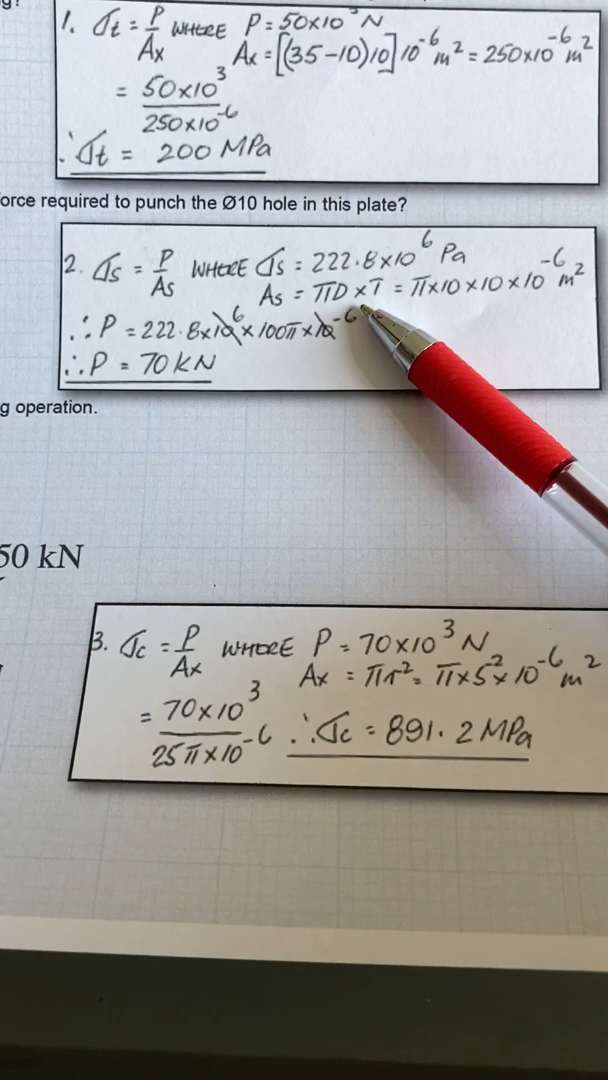 1. σt = P/Ax WHERE P = 50×10³ N
Ax = [(35-10)10] 10⁻⁶ m² = 250×10⁻⁶ m²
= 50×10³ / 250×10⁻⁶
∴ σt = 200 MPa
orce required to punch the Ø10 hole in this plate?
2. σs = P/As WHERE σs = 222.8×10⁶ Pa
As = πD×T = π×10×10×10⁻⁶ m²
∴ P = 222.8×10⁶ × 100π × 10⁻⁶
∴ P = 70 KN
g operation.
50 kN
3. σc = P/Ax WHERE P = 70×10³ N
Ax = πr² = π×5²×10⁻⁶ m²
= 70×10³ / 25π×10⁻⁶ ∴ σc = 891.2 MPa